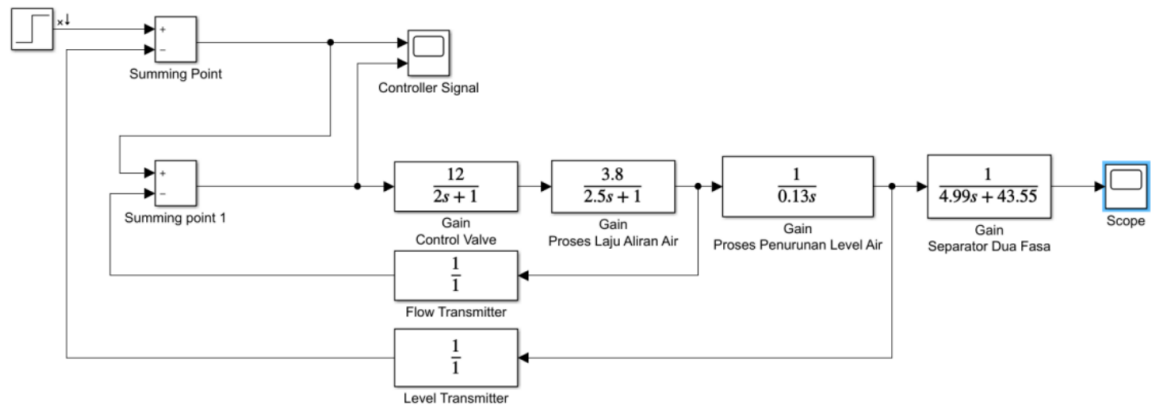 ×↓
+
−
Summing Point
Controller Signal
+
−
Summing point 1
12
2s + 1
Gain
Control Valve
3.8
2.5s + 1
Gain
Proses Laju Aliran Air
1
0.13s
Gain
Proses Penurunan Level Air
1
4.99s + 43.55
Gain
Separator Dua Fasa
Scope
1
1
Flow Transmitter
1
1
Level Transmitter